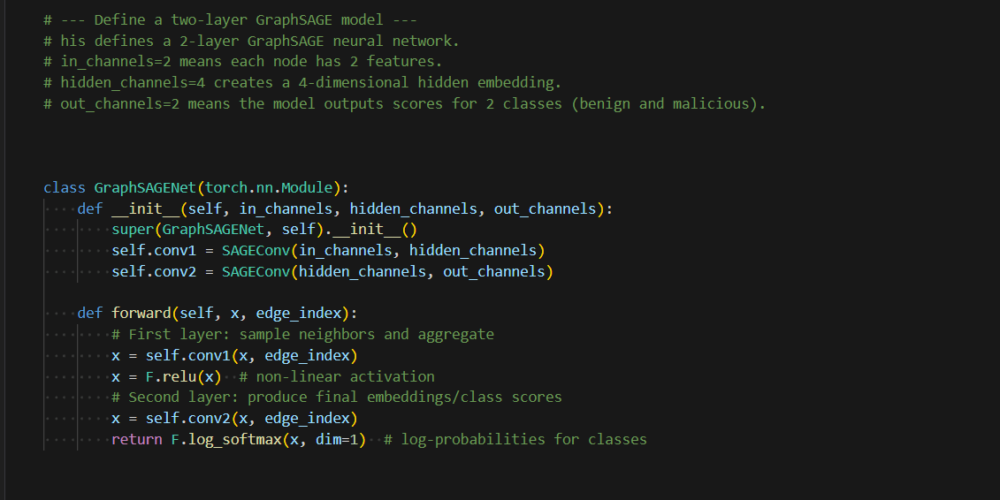 # --- Define a two-layer GraphSAGE model ---
# his defines a 2-layer GraphSAGE neural network.
# in_channels=2 means each node has 2 features.
# hidden_channels=4 creates a 4-dimensional hidden embedding.
# out_channels=2 means the model outputs scores for 2 classes (benign and malicious).
class GraphSAGENet(torch.nn.Module):
    def __init__(self, in_channels, hidden_channels, out_channels):
        super(GraphSAGENet, self).__init__()
        self.conv1 = SAGEConv(in_channels, hidden_channels)
        self.conv2 = SAGEConv(hidden_channels, out_channels)
    def forward(self, x, edge_index):
        # First layer: sample neighbors and aggregate
        x = self.conv1(x, edge_index)
        x = F.relu(x)  # non-linear activation
        # Second layer: produce final embeddings/class scores
        x = self.conv2(x, edge_index)
        return F.log_softmax(x, dim=1)  # log-probabilities for classes